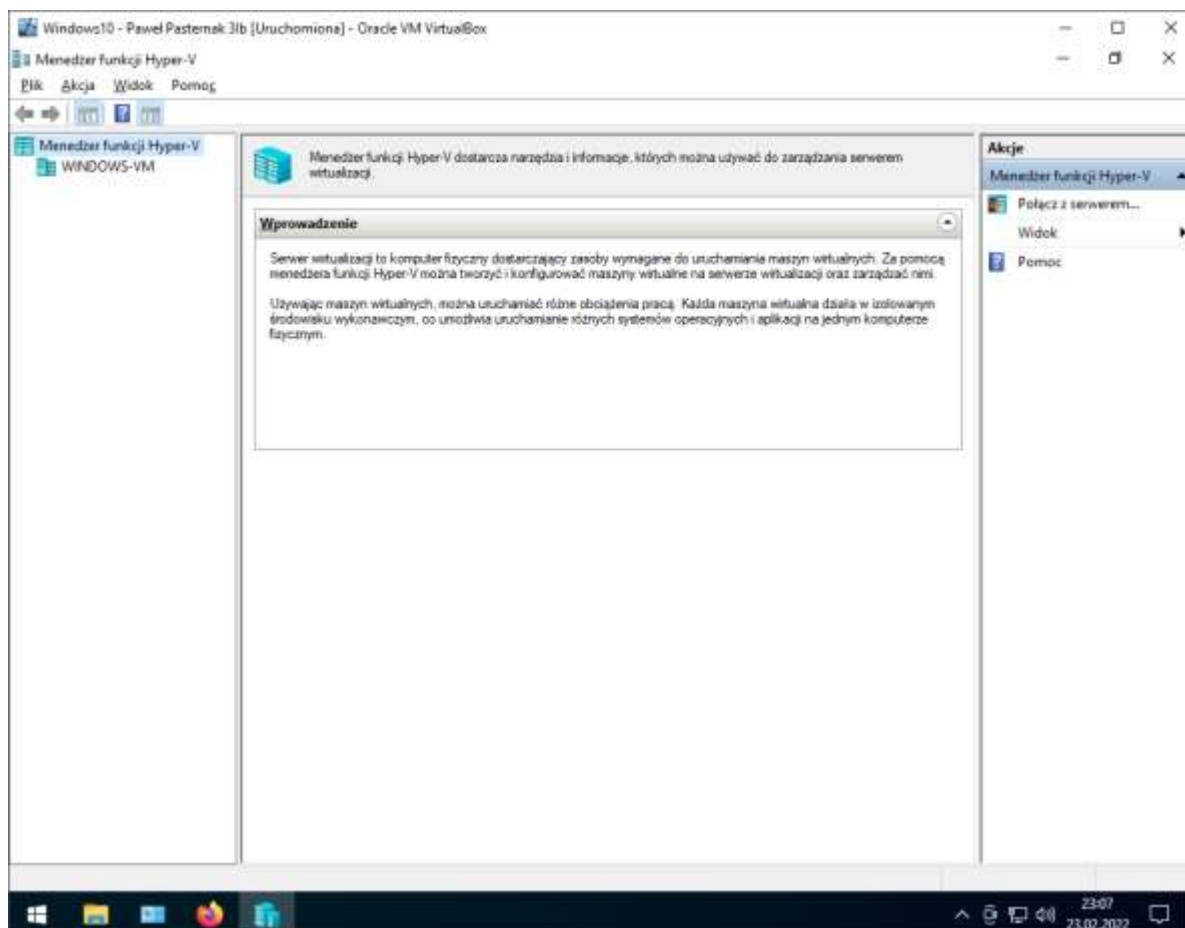 Windows10 - Paweł Pasternak 3lb [Uruchomiona] - Oracle VM VirtualBox
Menedżer funkcji Hyper-V
Plik Akcja Widok Pomoc
Menedżer funkcji Hyper-V
WINDOWS-VM
Menedżer funkcji Hyper-V dostarcza narzędzia i informacje, których można używać do zarządzania serwerem
wirtualizacji.
Wprowadzenie
Serwer wirtualizacji to komputer fizyczny dostarczający zasoby wymagane do uruchamiania maszyn wirtualnych. Za pomocą
menedżera funkcji Hyper-V można tworzyć i konfigurować maszyny wirtualne na serwerze wirtualizacji oraz zarządzać nimi.
Używając maszyn wirtualnych, można uruchamiać różne obciążenia pracą. Każda maszyna wirtualna działa w izolowanym
środowisku wykonawczym, co umożliwia uruchamianie różnych systemów operacyjnych i aplikacji na jednym komputerze
fizycznym.
Akcje
Menedżer funkcji Hyper-V
Połącz z serwerem...
Widok
Pomoc
23:07
23.02.2022